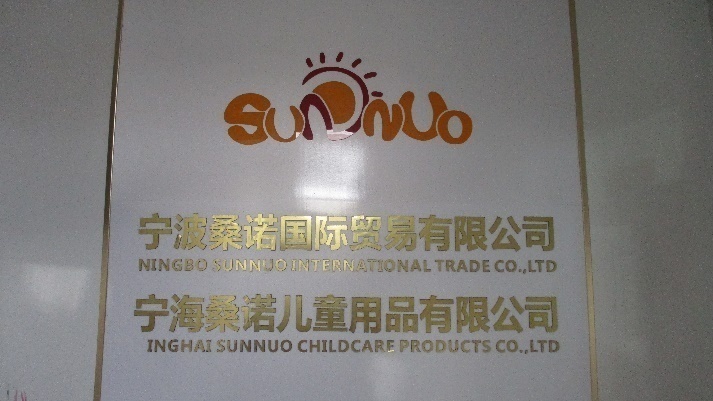 sunnuo
宁波桑诺国际贸易有限公司
NINGBO SUNNUO INTERNATIONAL TRADE CO.,LTD
宁海桑诺儿童用品有限公司
INGHAI SUNNUO CHILDCARE PRODUCTS CO.,LTD